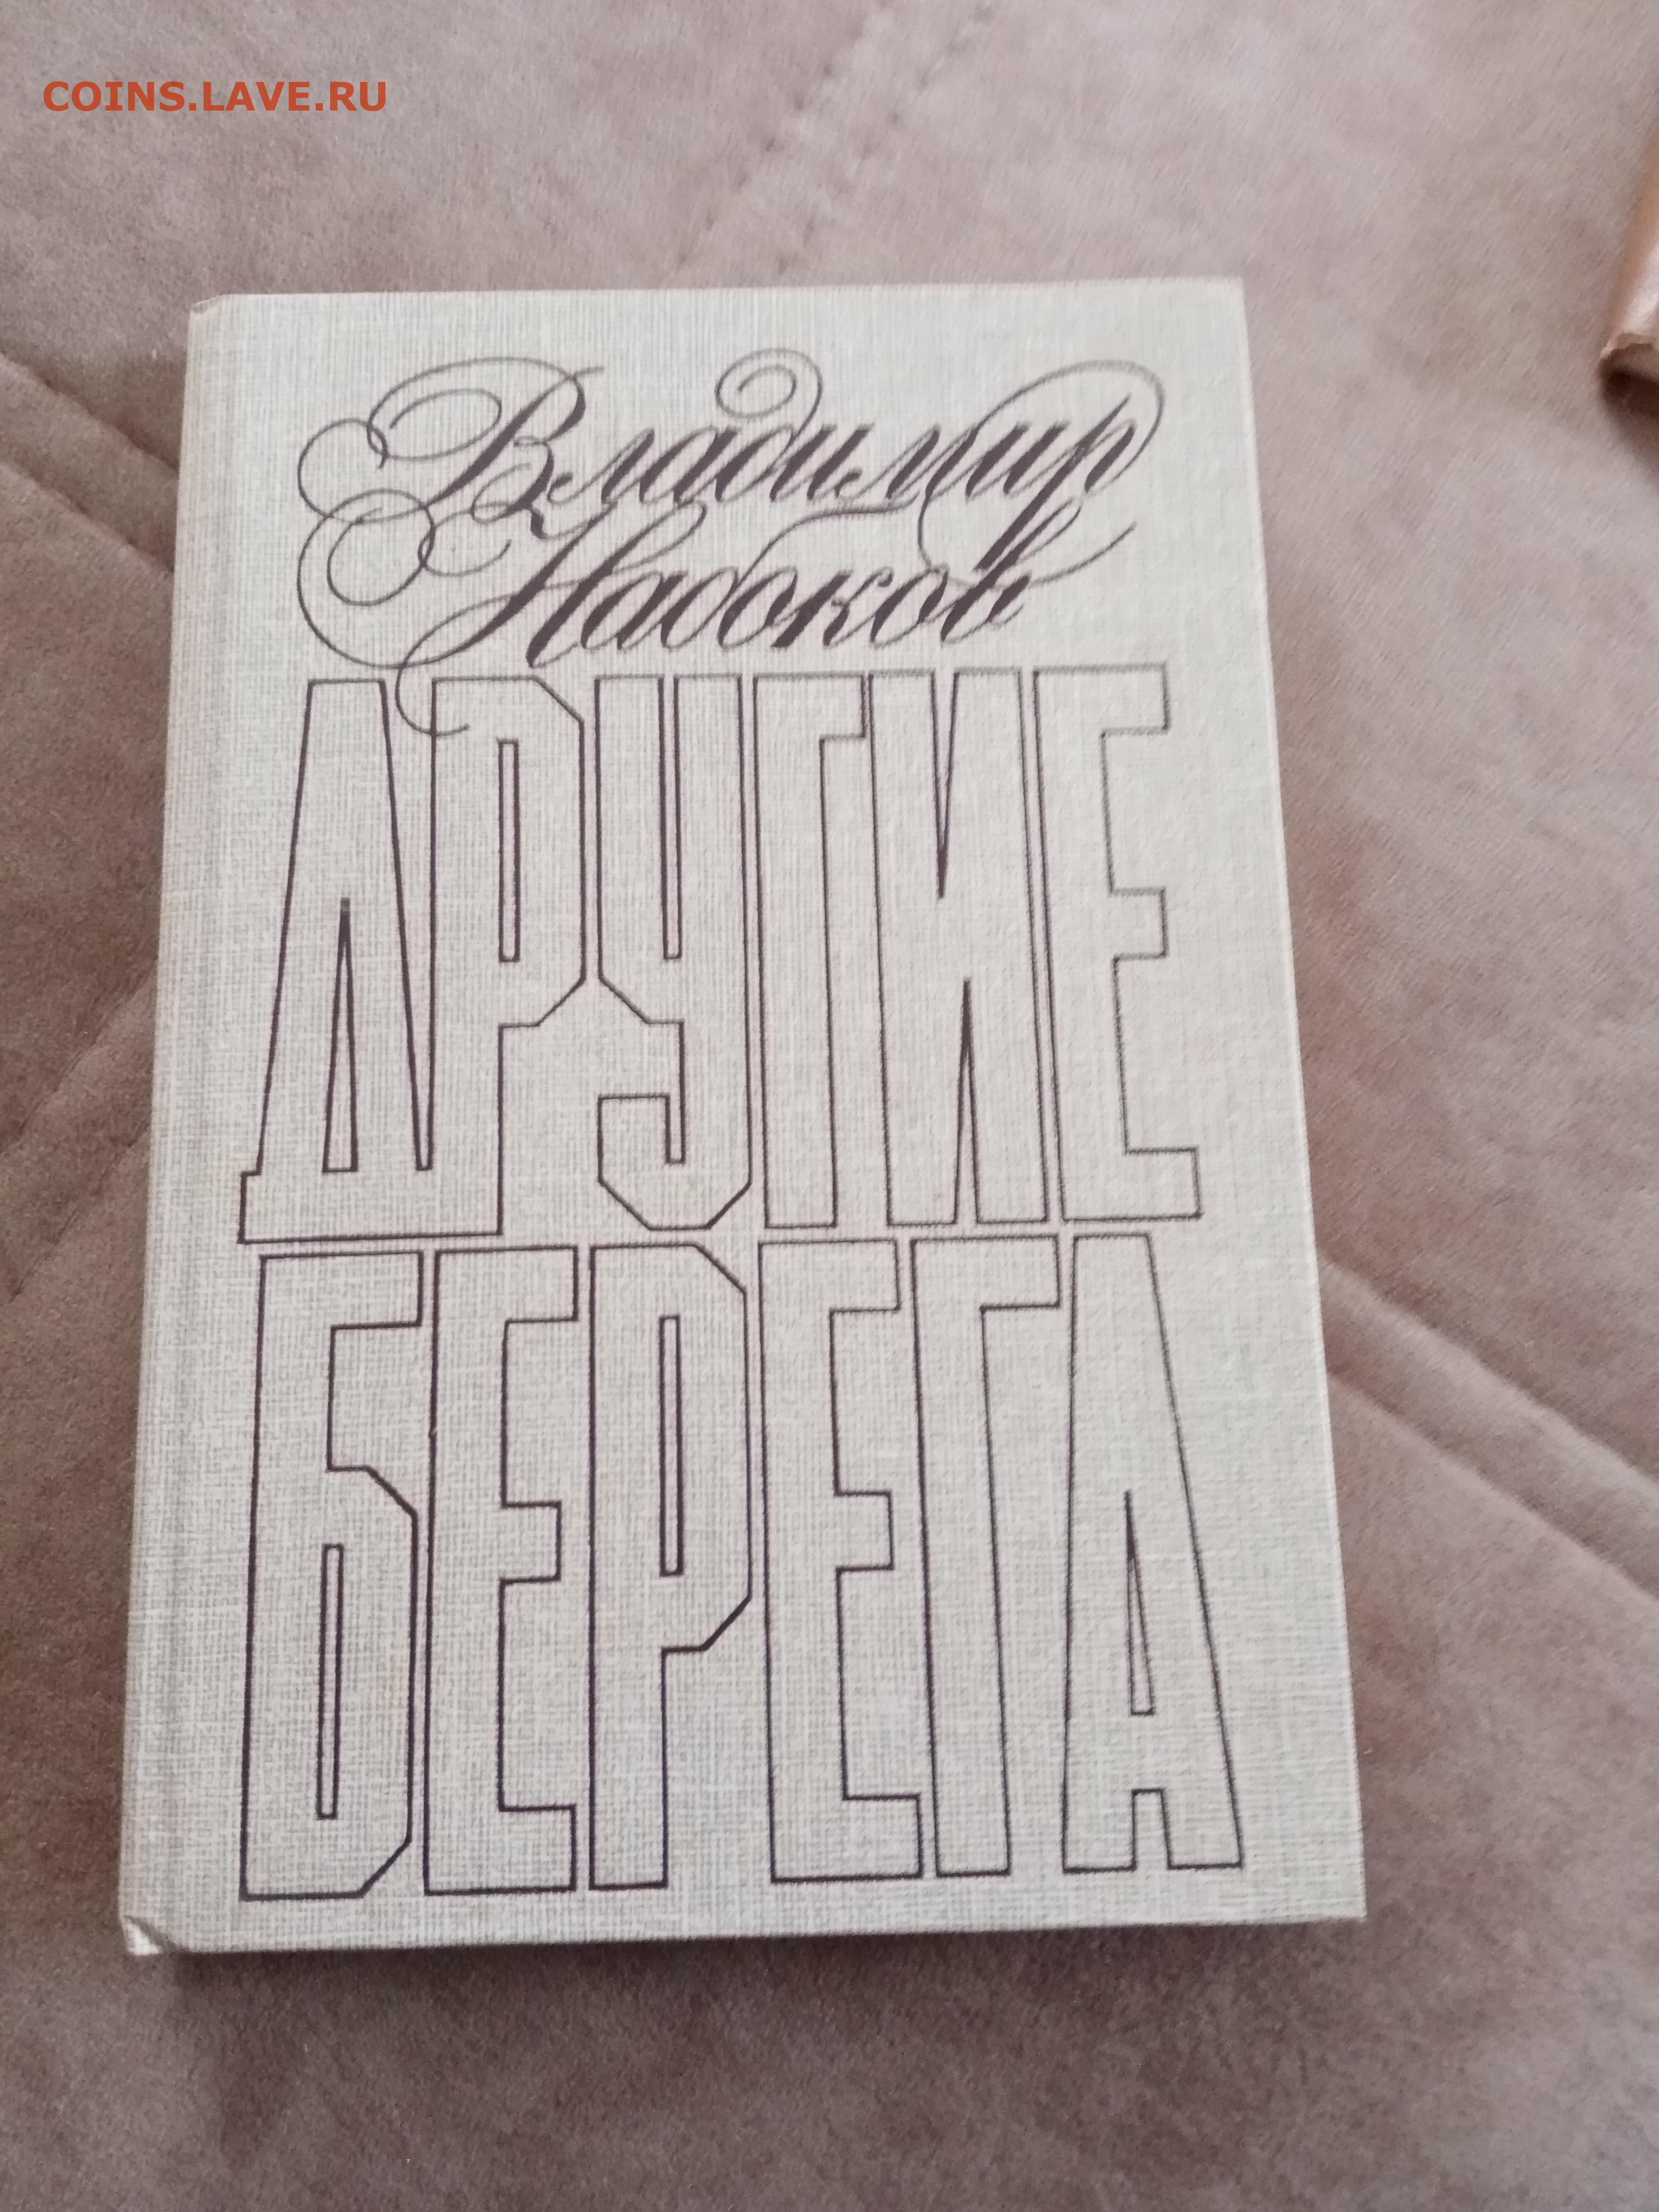 COINS.LAVE.RU
Владимир
Набоков
ДРУГИЕ
БЕРЕГА